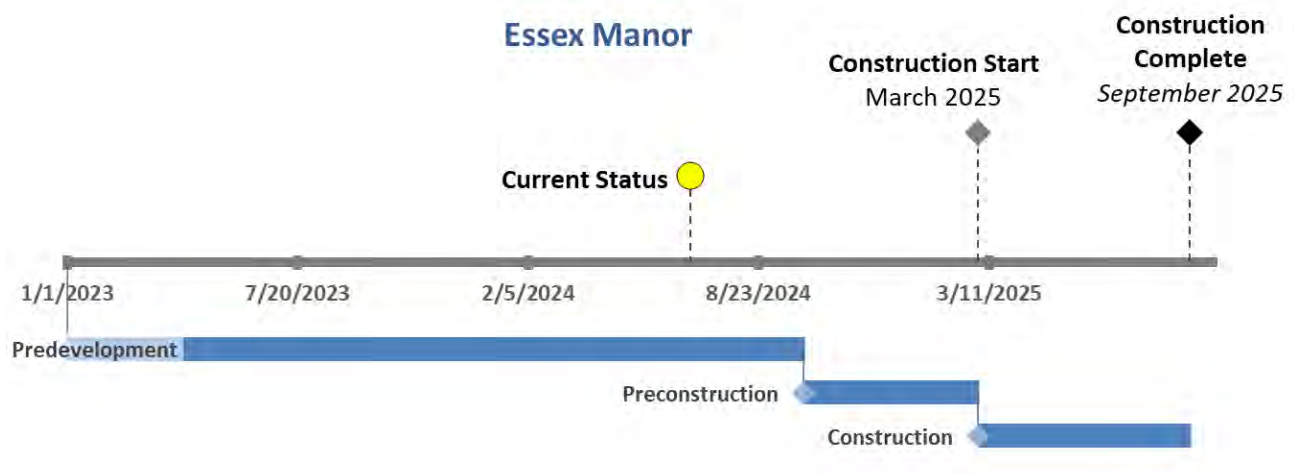 Essex Manor
Construction
Complete
September 2025
Construction Start
March 2025
Current Status
1/1/2023
7/20/2023
2/5/2024
8/23/2024
3/11/2025
Predevelopment
Preconstruction
Construction